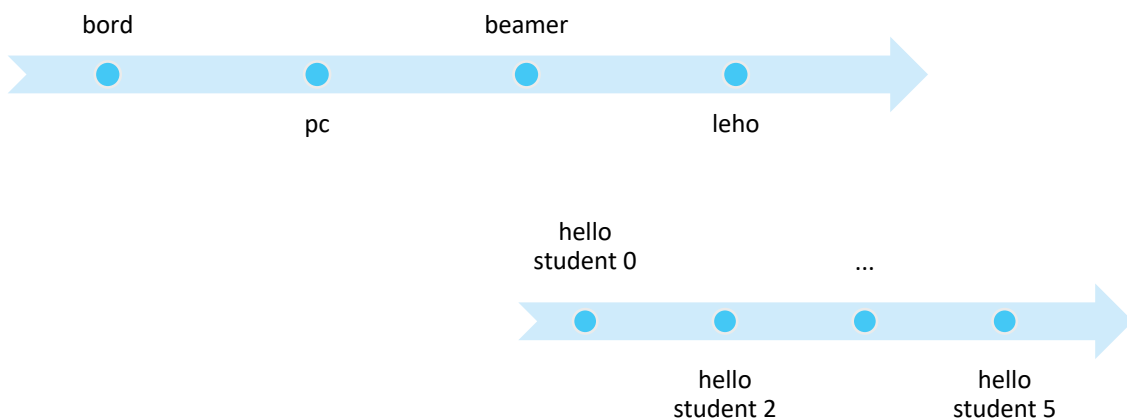 bord
beamer
pc
leho
hello
student 0
...
hello
student 2
hello
student 5